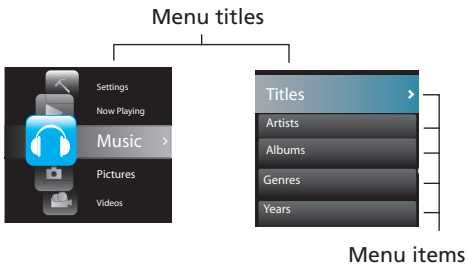 Menu titles
Settings
Now Playing
Music
Pictures
Videos
Titles
Artists
Albums
Genres
Years
Menu items